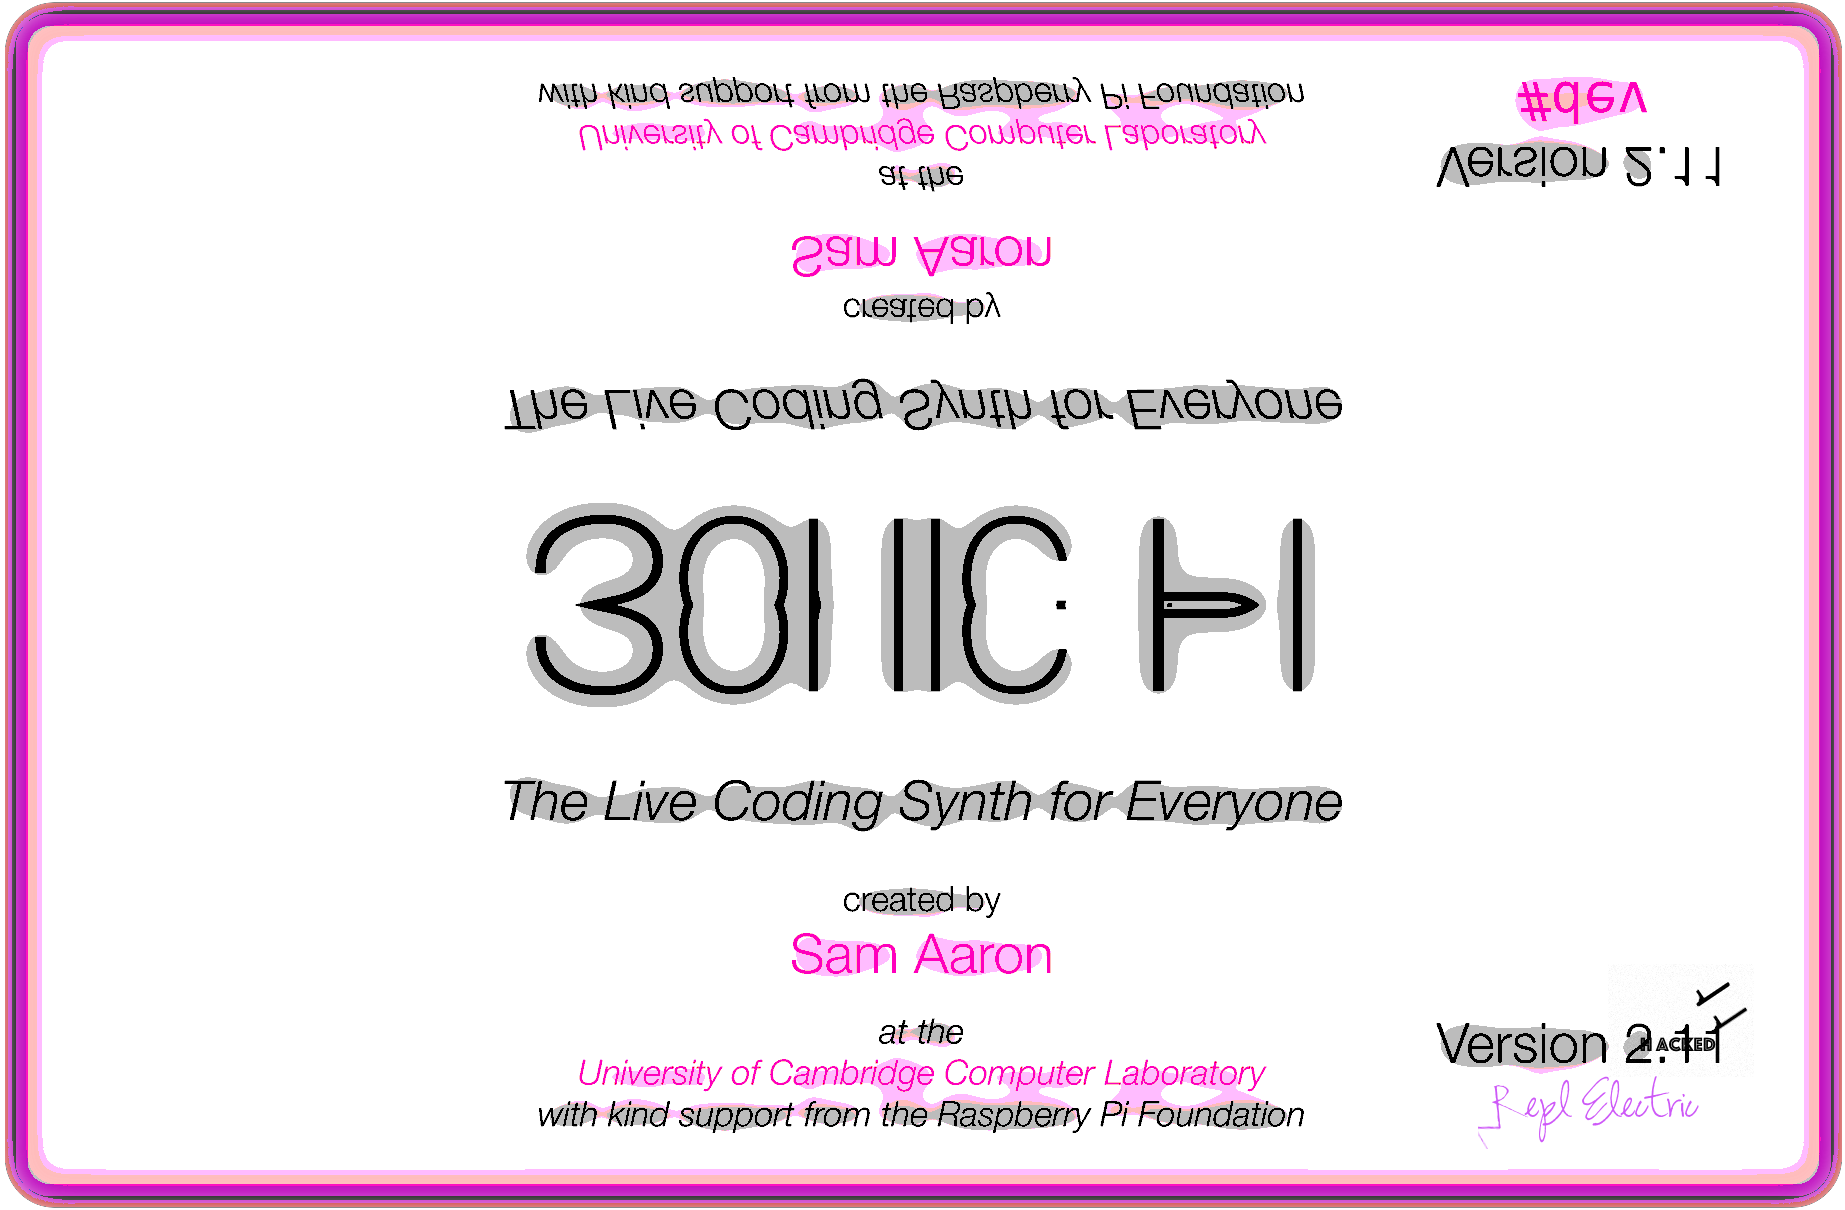 with kind support from the Raspberry Pi Foundation
University of Cambridge Computer Laboratory
at the
#dev
Version 2.11
Sam Aaron
created by
The Live Coding Synth for Everyone
The Live Coding Synth for Everyone
created by
Sam Aaron
at the
University of Cambridge Computer Laboratory
with kind support from the Raspberry Pi Foundation
Version 2.11
HACKED
Repl Electric